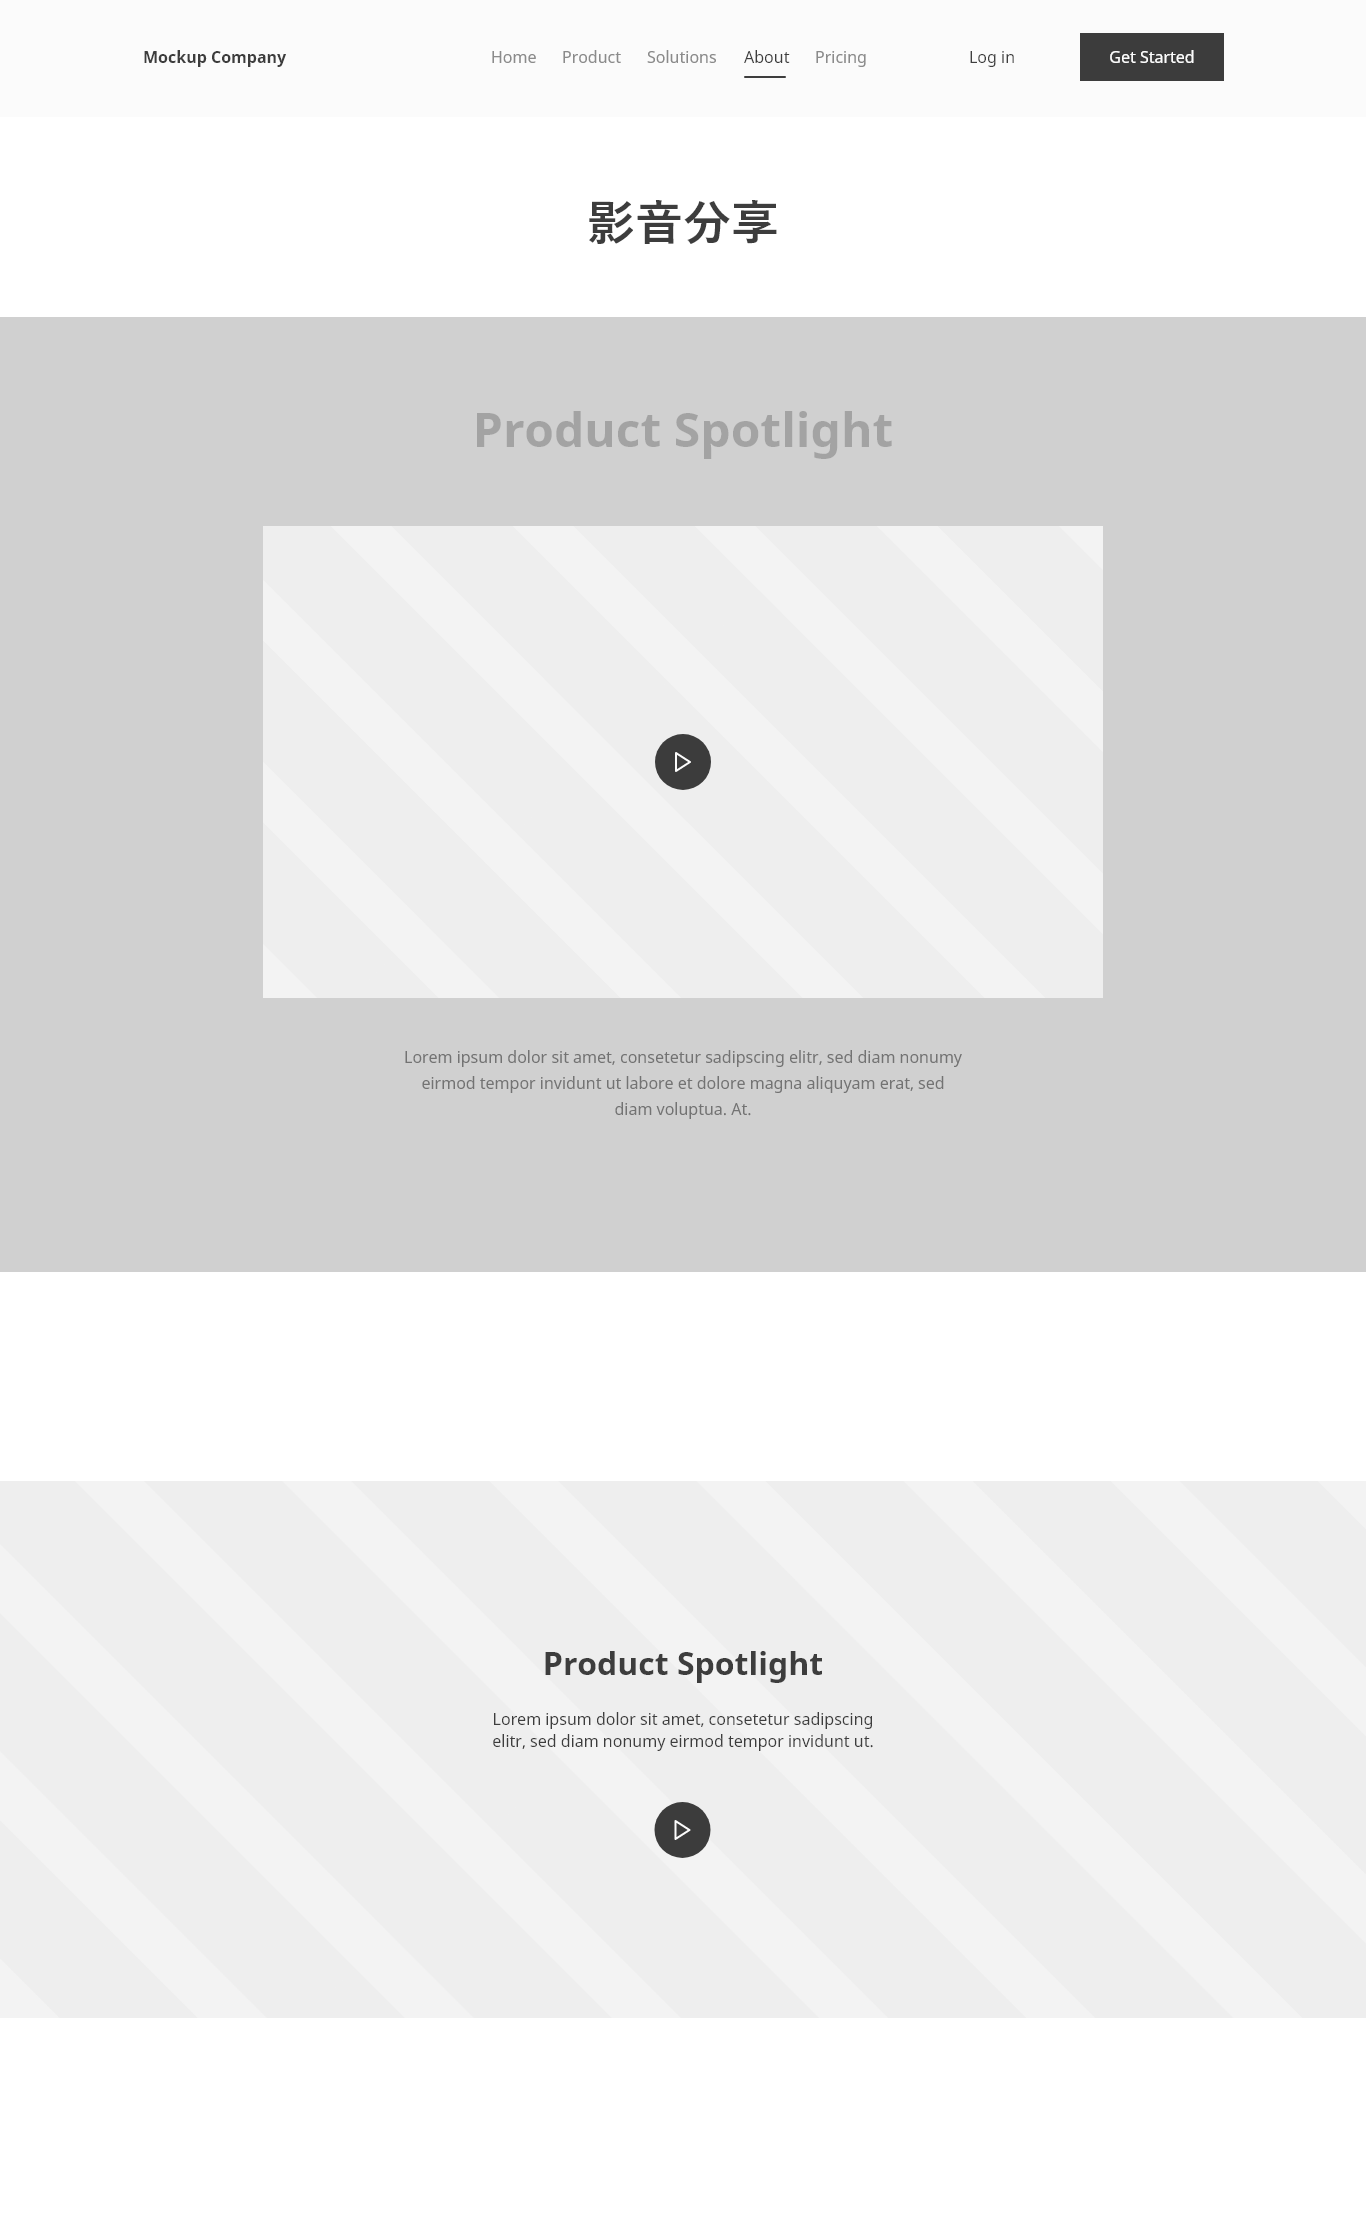 Mockup Company Home Product Solutions About Pricing Log in Get Started
影音分享
Product Spotlight
Lorem ipsum dolor sit amet, consetetur sadipscing elitr, sed diam nonumy
eirmod tempor invidunt ut labore et dolore magna aliquyam erat, sed
diam voluptua. At.
Product Spotlight
Lorem ipsum dolor sit amet, consetetur sadipscing
elitr, sed diam nonumy eirmod tempor invidunt ut.